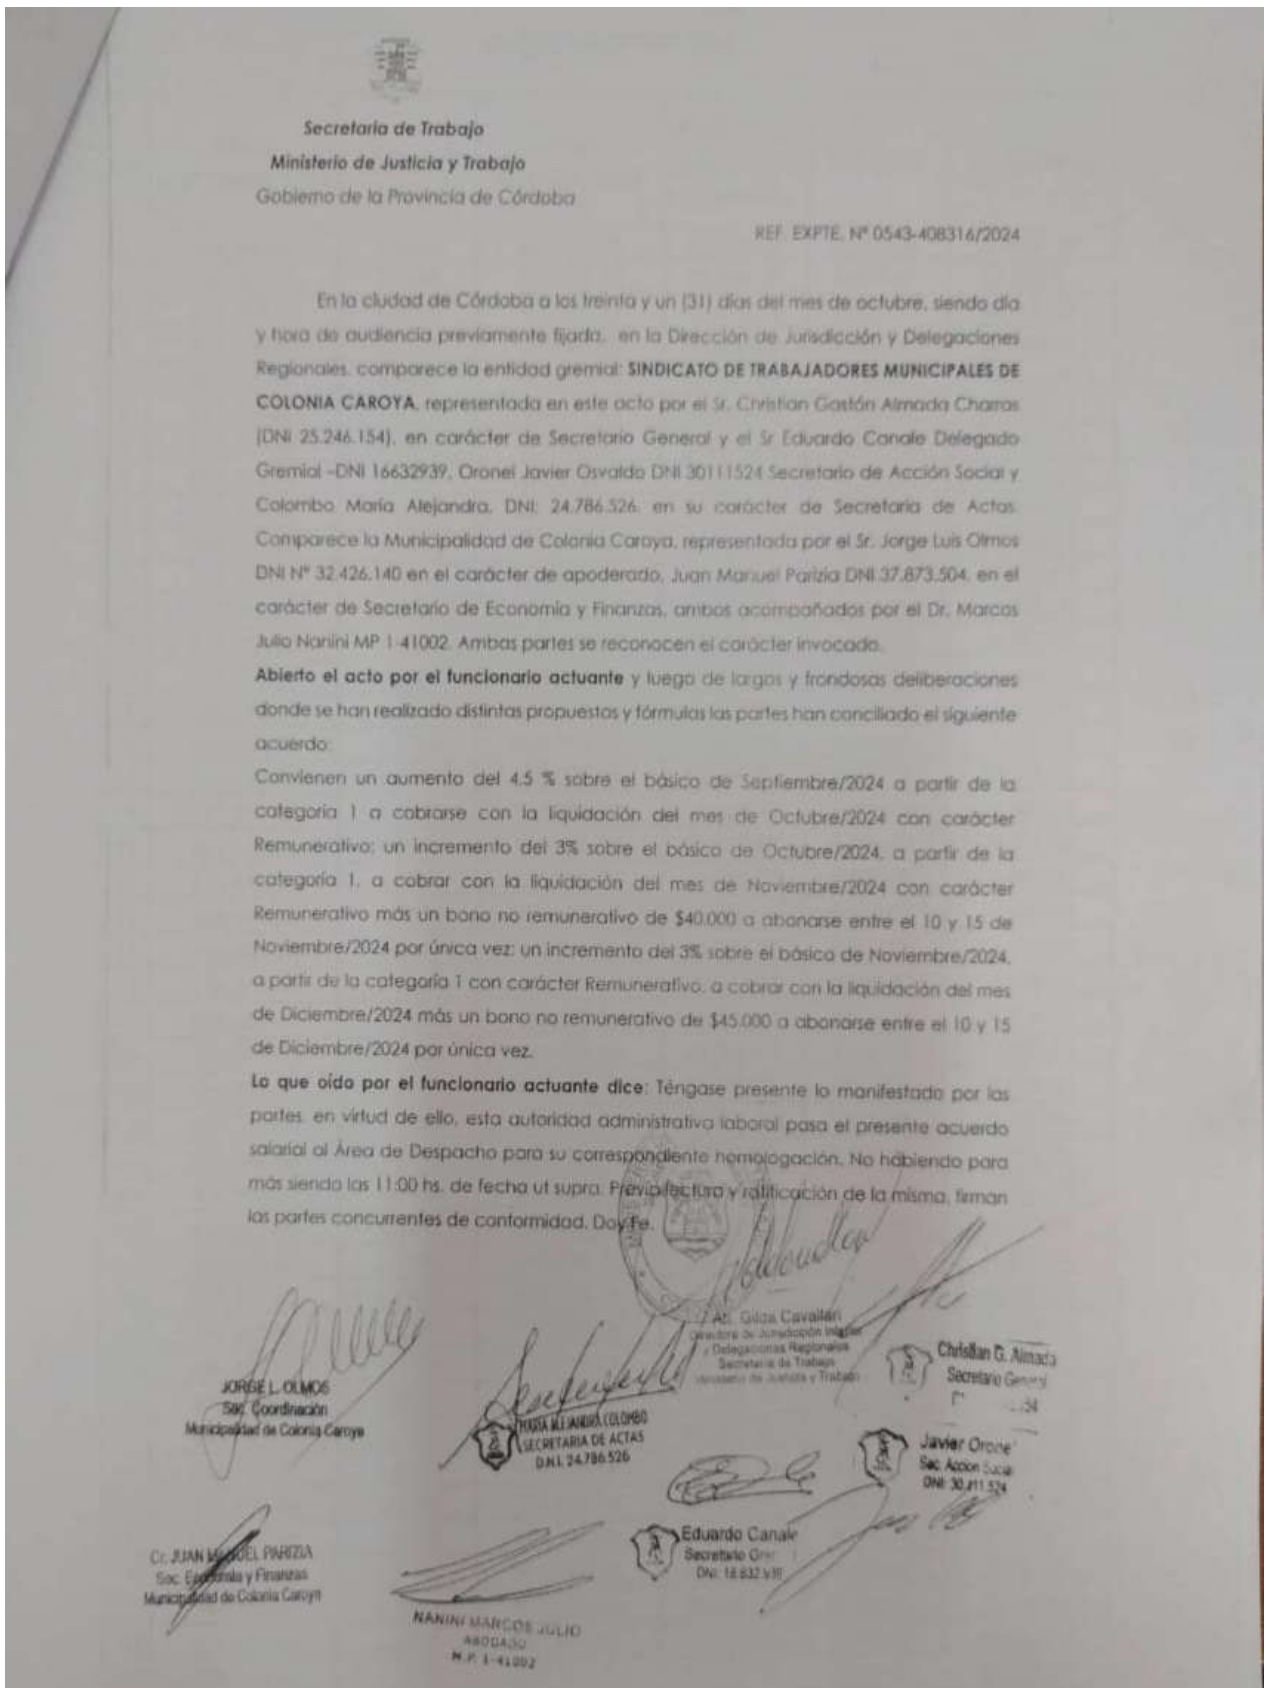 Secretaria de Trabajo
Ministerio de Justicia y Trabajo
Gobierno de la Provincia de Córdoba
REF. EXPTE. Nº 0543-408316/2024
En la ciudad de Córdoba a los treinta y un (31) días del mes de octubre, siendo día
y hora de audiencia previamente fijada, en la Dirección de Jurisdicción y Delegaciones
Regionales, comparece la entidad gremial: SINDICATO DE TRABAJADORES MUNICIPALES DE
COLONIA CAROYA, representada en este acto por el Sr. Christian Gastón Almada Charras
(DNI 25.246.154), en carácter de Secretario General y el Sr Eduardo Canale Delegado
Gremial –DNI 16632939, Oronel Javier Osvaldo DNI 30111524 Secretario de Acción Social y
Colombo María Alejandra, DNI: 24.786.526, en su carácter de Secretaria de Actas.
Comparece la Municipalidad de Colonia Caroya, representada por el Sr. Jorge Luis Olmos
DNI Nº 32.426.140 en el carácter de apoderado, Juan Manuel Parizia DNI 37.873.504, en el
carácter de Secretario de Economía y Finanzas, ambos acompañados por el Dr. Marcos
Julio Nanini MP 1-41002. Ambas partes se reconocen el carácter invocado.
Abierto el acto por el funcionario actuante y luego de largas y frondosas deliberaciones
donde se han realizado distintas propuestas y fórmulas las partes han conciliado el siguiente
acuerdo:
Convienen un aumento del 4.5 % sobre el básico de Septiembre/2024 a partir de la
categoría 1 a cobrarse con la liquidación del mes de Octubre/2024 con carácter
Remunerativo; un incremento del 3% sobre el básico de Octubre/2024, a partir de la
categoría 1, a cobrar con la liquidación del mes de Noviembre/2024 con carácter
Remunerativo más un bono no remunerativo de $40.000 a abonarse entre el 10 y 15 de
Noviembre/2024 por única vez; un incremento del 3% sobre el básico de Noviembre/2024,
a partir de la categoría 1 con carácter Remunerativo, a cobrar con la liquidación del mes
de Diciembre/2024 más un bono no remunerativo de $45.000 a abonarse entre el 10 y 15
de Diciembre/2024 por única vez.
Lo que oído por el funcionario actuante dice: Téngase presente lo manifestado por las
partes, en virtud de ello, esta autoridad administrativa laboral pasa el presente acuerdo
salarial al Área de Despacho para su correspondiente homologación. No habiendo para
más siendo las 11:00 hs. de fecha ut supra. Previa lectura y ratificación de la misma, firman
las partes concurrentes de conformidad. Doy Fe.
Ab. Gilda Cavalleri
Directora de Jurisdicción
y Delegaciones Regionales
Secretaría de Trabajo
Ministerio de Justicia y Trabajo
Christian G. Almada
Secretario General
JORGE L. OLMOS
Sec. Coordinación
Municipalidad de Colonia Caroya
MARIA ALEJANDRA COLOMBO
SECRETARIA DE ACTAS
D.N.I. 24.786.526
Javier Orone
Sec. Accion Social
DNI: 30.111.524
Eduardo Canale
Secretario
Cr. JUAN MANUEL PARIZIA
Sec. Economía y Finanzas
Municipalidad de Colonia Caroya
NANINI MARCOS JULIO
ABOGADO
M.P. 1-41002